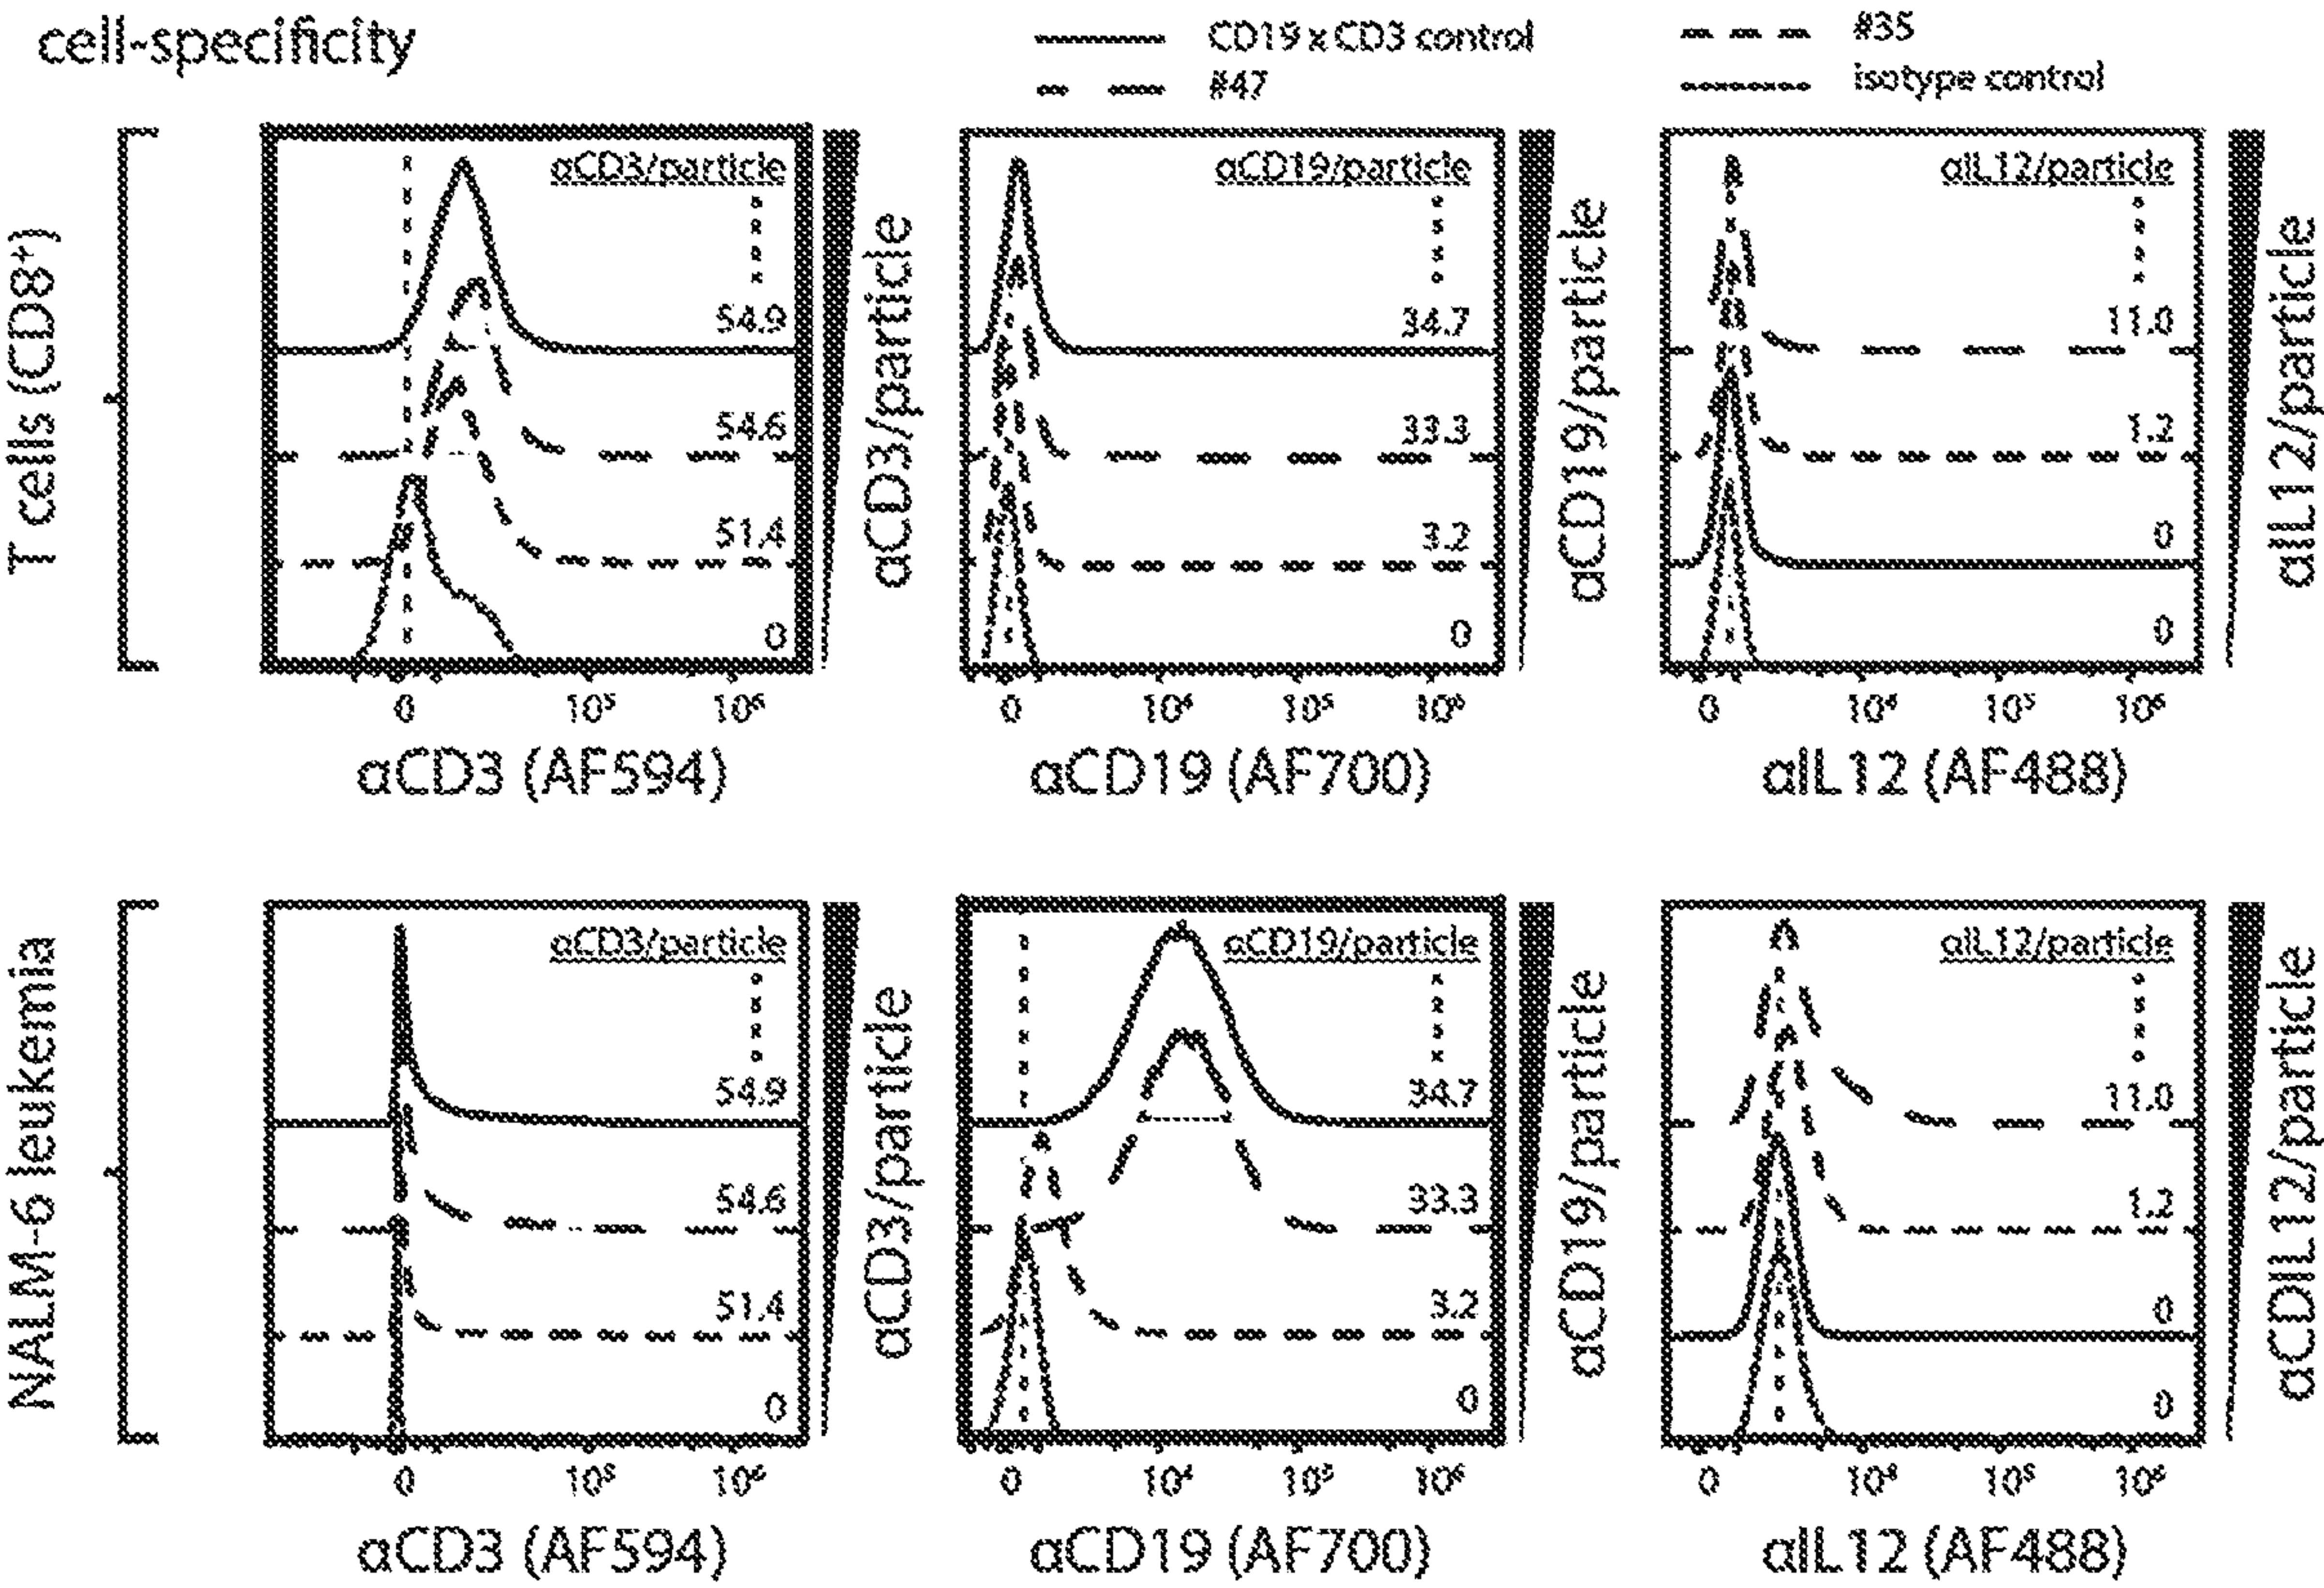 cell-specificity
CD19 x CD3 control
#47
#35
isotype control
T cells (CD8⁺)
αCD3/particle
54.9
54.6
51.4
0
αCD3/particle
0 10⁵ 10⁶
αCD3 (AF594)
αCD19/particle
34.7
33.3
3.2
0
αCD19/particle
0 10⁴ 10⁵ 10⁶
αCD19 (AF700)
αIL12/particle
11.0
1.2
0
0
αIL12/particle
0 10⁴ 10⁵ 10⁶
αIL12 (AF488)
NALM-6 leukemia
αCD3/particle
54.9
54.6
51.4
0
αCD3/particle
0 10⁵ 10⁶
αCD3 (AF594)
αCD19/particle
34.7
33.3
3.2
0
αCD19/particle
0 10⁴ 10⁵ 10⁶
αCD19 (AF700)
αIL12/particle
11.0
1.2
0
0
αCDIL12/particle
0 10⁴ 10⁵ 10⁶
αIL12 (AF488)